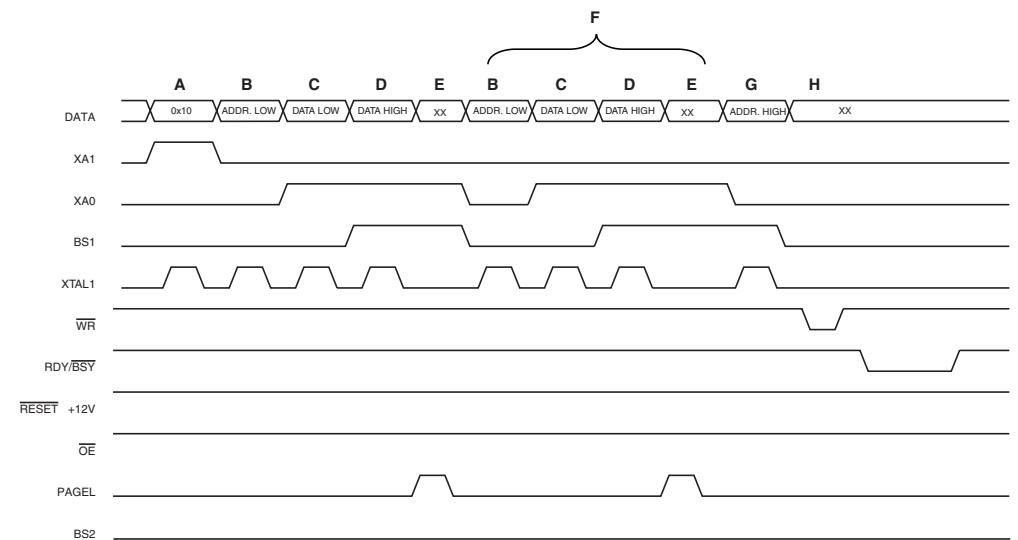 F
A B C D E B C D E G H
DATA 0x10 ADDR. LOW DATA LOW DATA HIGH XX ADDR. LOW DATA LOW DATA HIGH XX ADDR. HIGH XX
XA1
XA0
BS1
XTAL1
WR
RDY/BSY
RESET +12V
OE
PAGEL
BS2